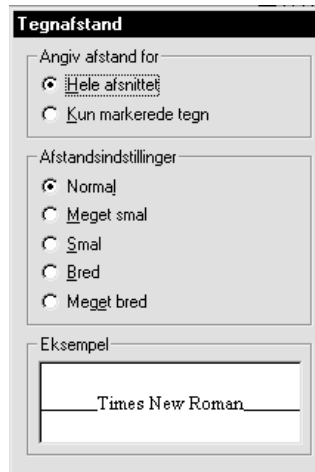 Tegnafstand
Angiv afstand for
Hele afsnittet
Kun markerede tegn
Afstandsindstillinger
Normal
Meget smal
Smal
Bred
Meget bred
Eksempel
Times New Roman